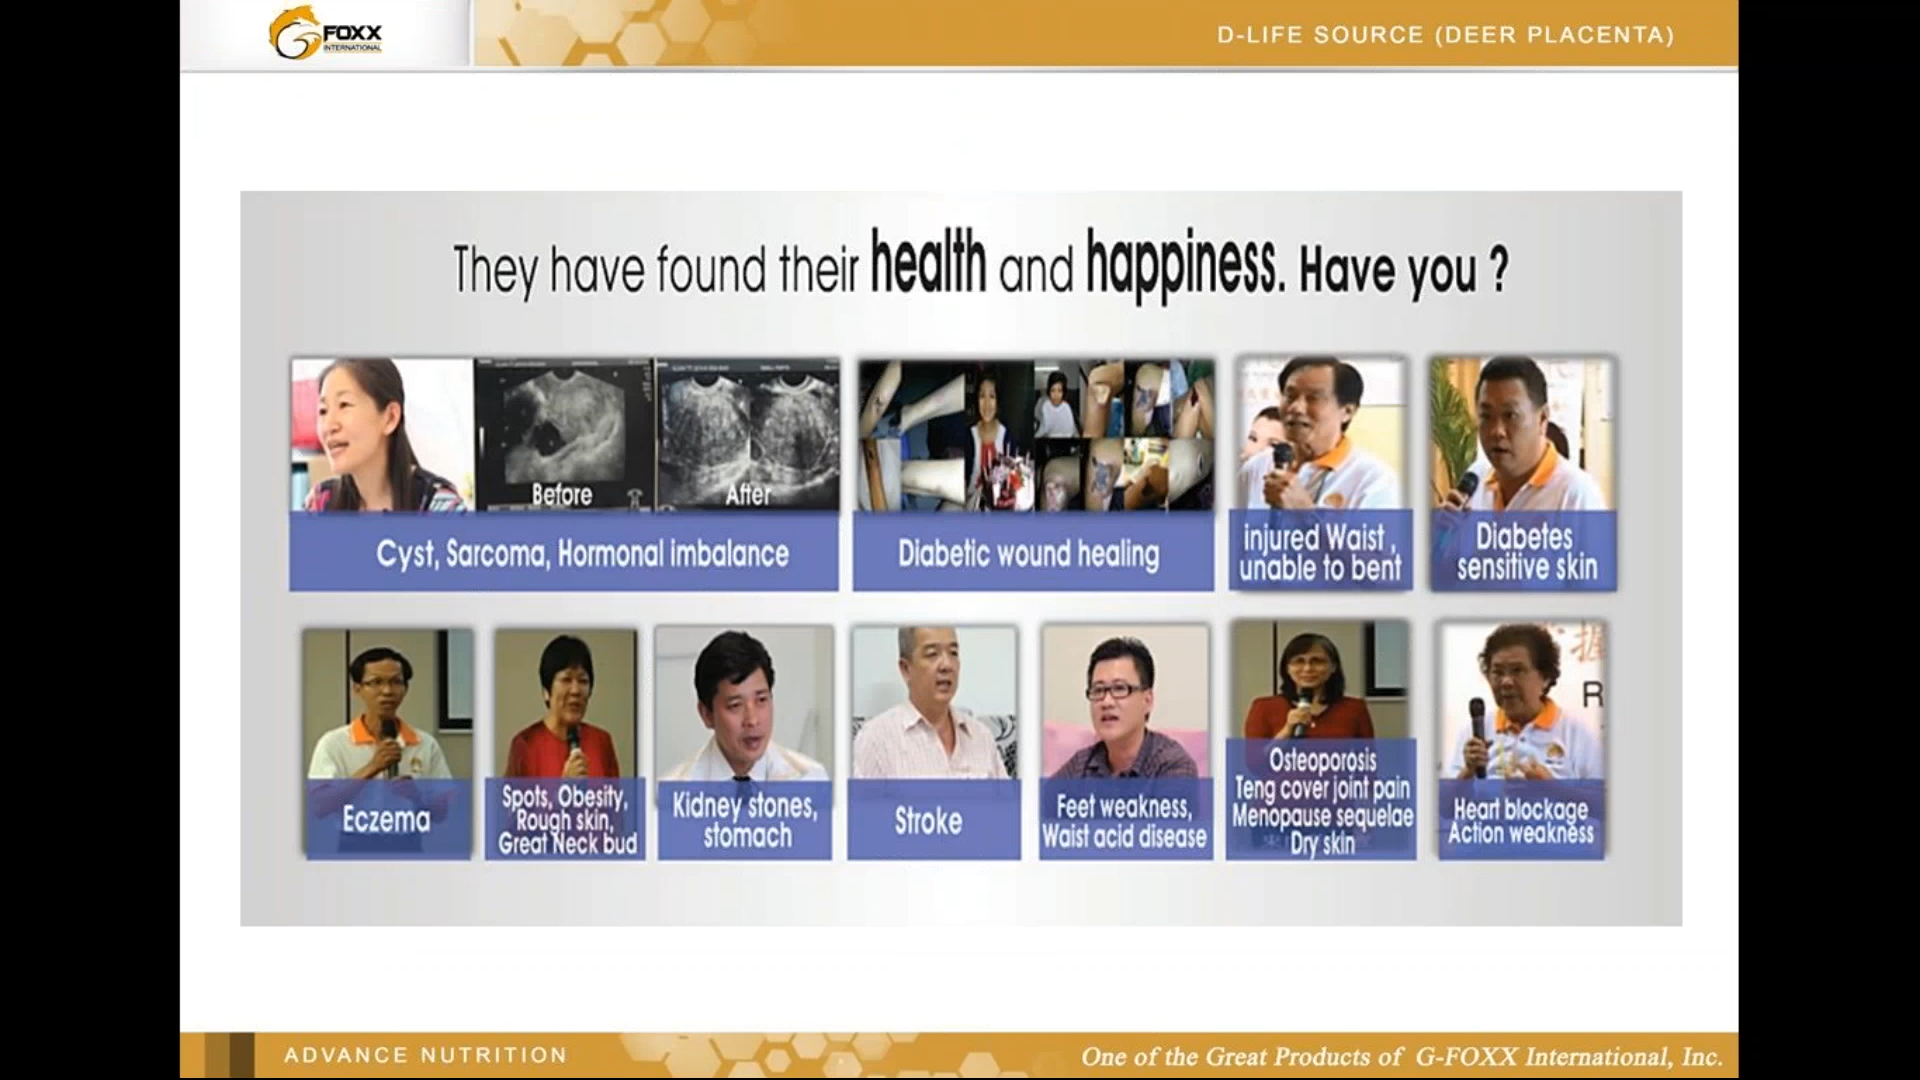 FOXX
INTERNATIONAL
D-LIFE SOURCE (DEER PLACENTA)
They have found their health and happiness. Have you ?
Before
After
Cyst, Sarcoma, Hormonal imbalance
Diabetic wound healing
injured Waist ,
unable to bent
Diabetes
sensitive skin
Eczema
Spots, Obesity,
Rough skin,
Great Neck bud
Kidney stones,
stomach
Stroke
Feet weakness,
Waist acid disease
Osteoporosis
Teng cover joint pain
Menopause sequelae
Dry skin
R
Heart blockage
Action weakness
ADVANCE NUTRITION
One of the Great Products of G-FOXX International, Inc.